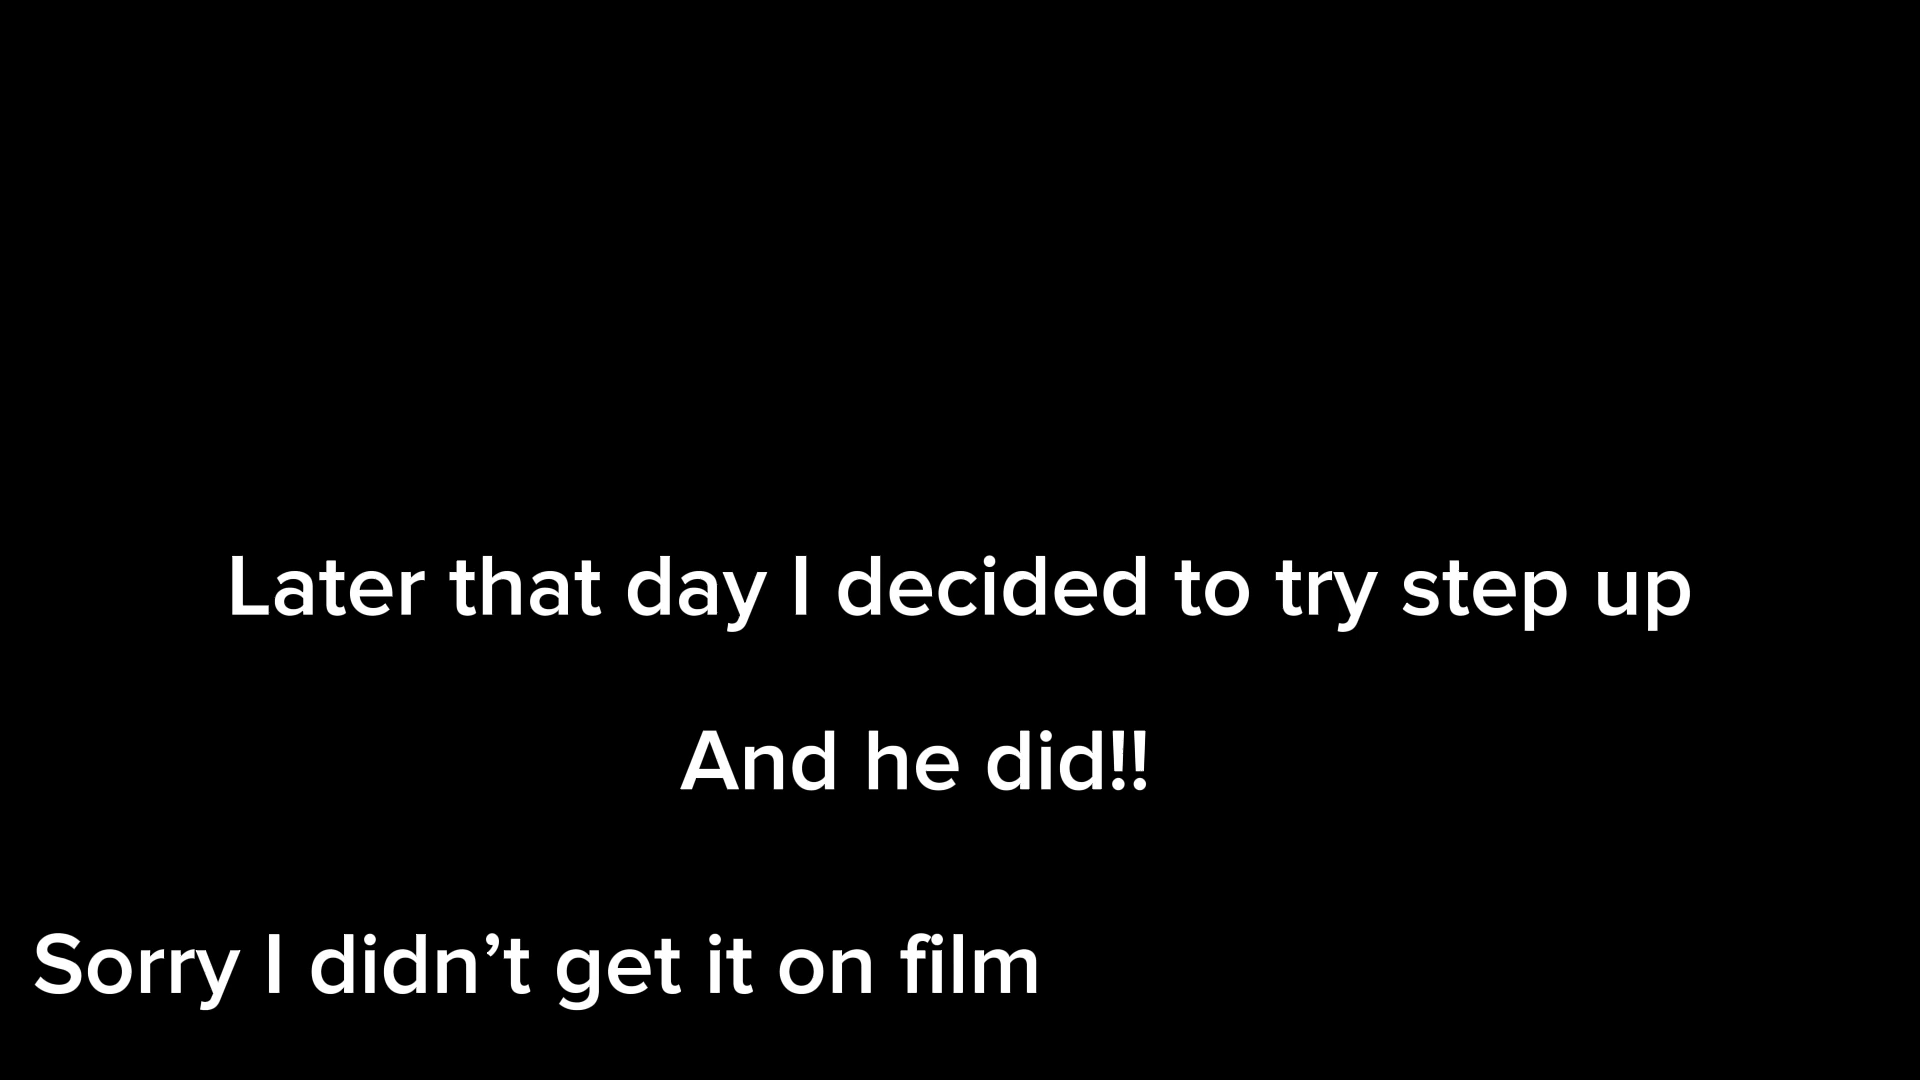 Later that day I decided to try step up
And he did!!
Sorry I didn’t get it on film